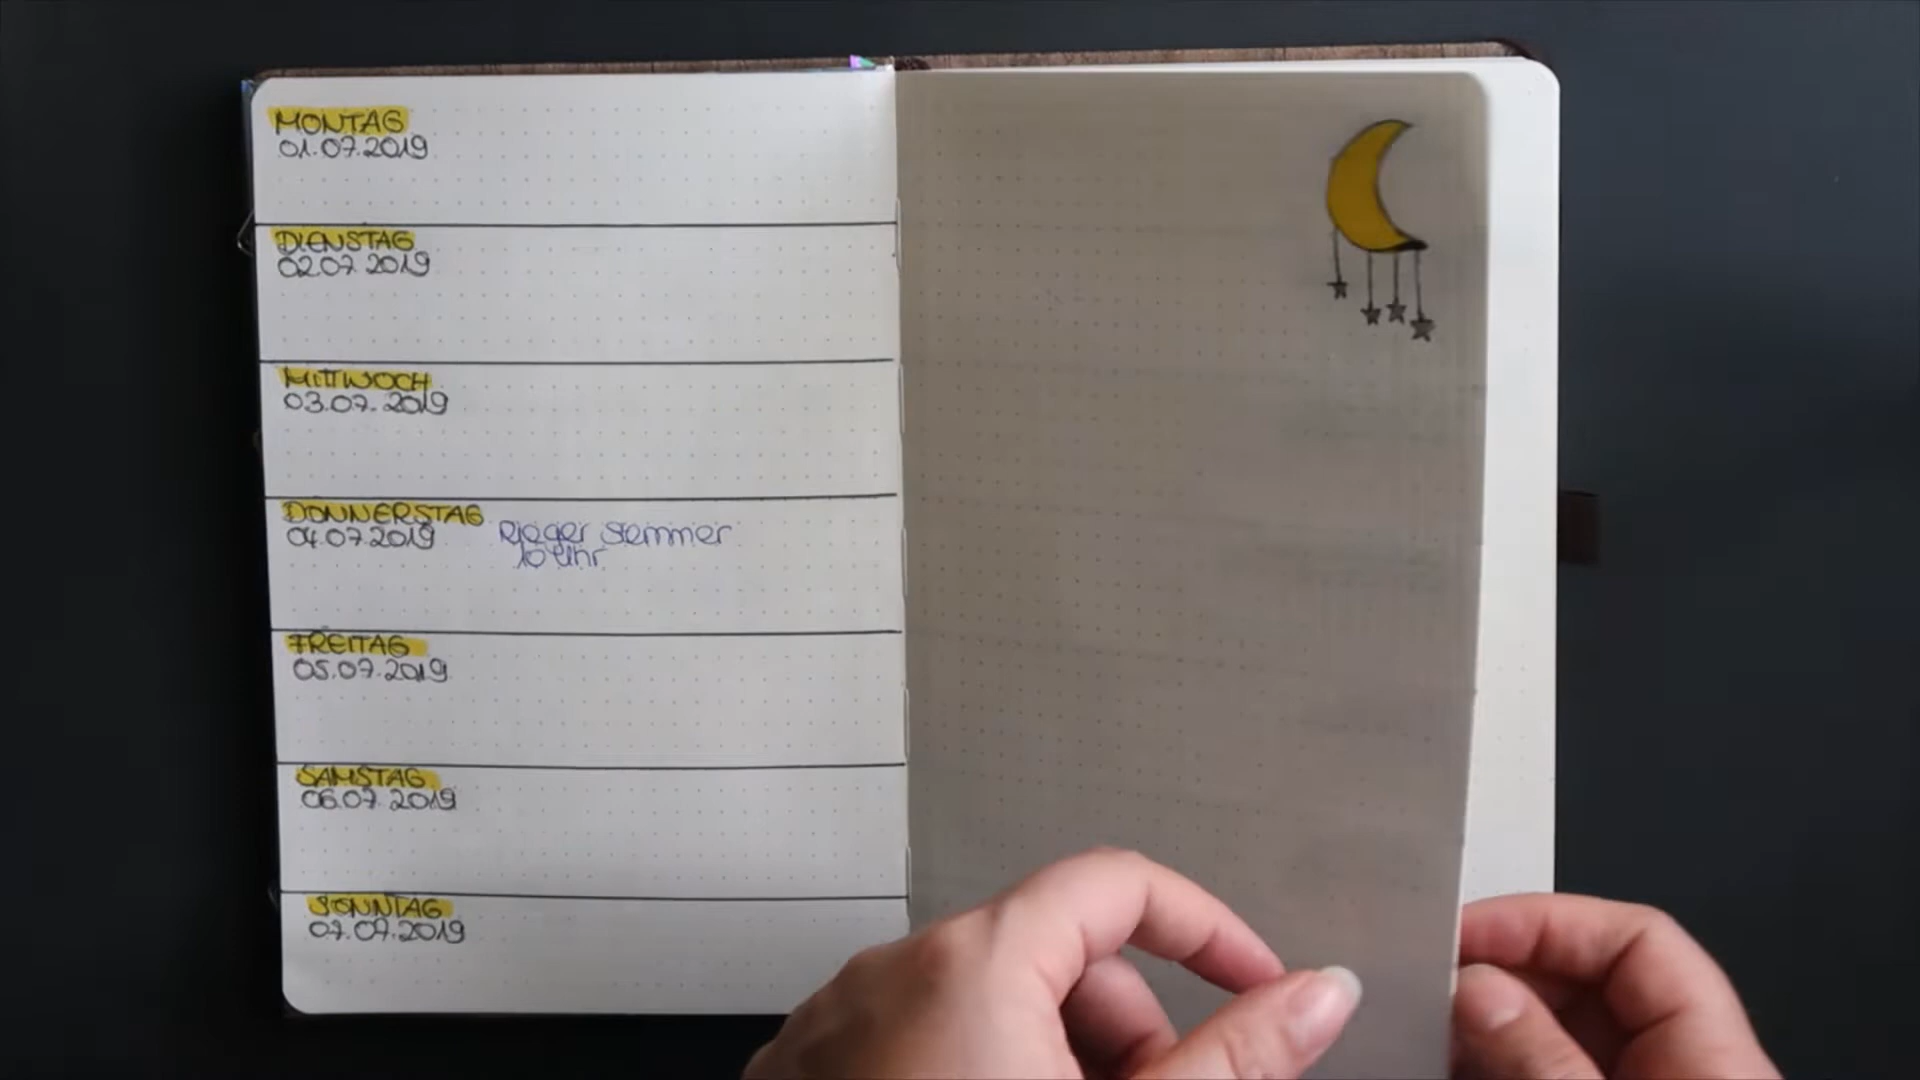 MONTAG
01.07.2019
DIENSTAG
02.07.2019
MITTWOCH
03.07.2019
DONNERSTAG
04.07.2019
Stemmer
10 Uhr
FREITAG
05.07.2019
SAMSTAG
06.07.2019
SONNTAG
07.07.2019